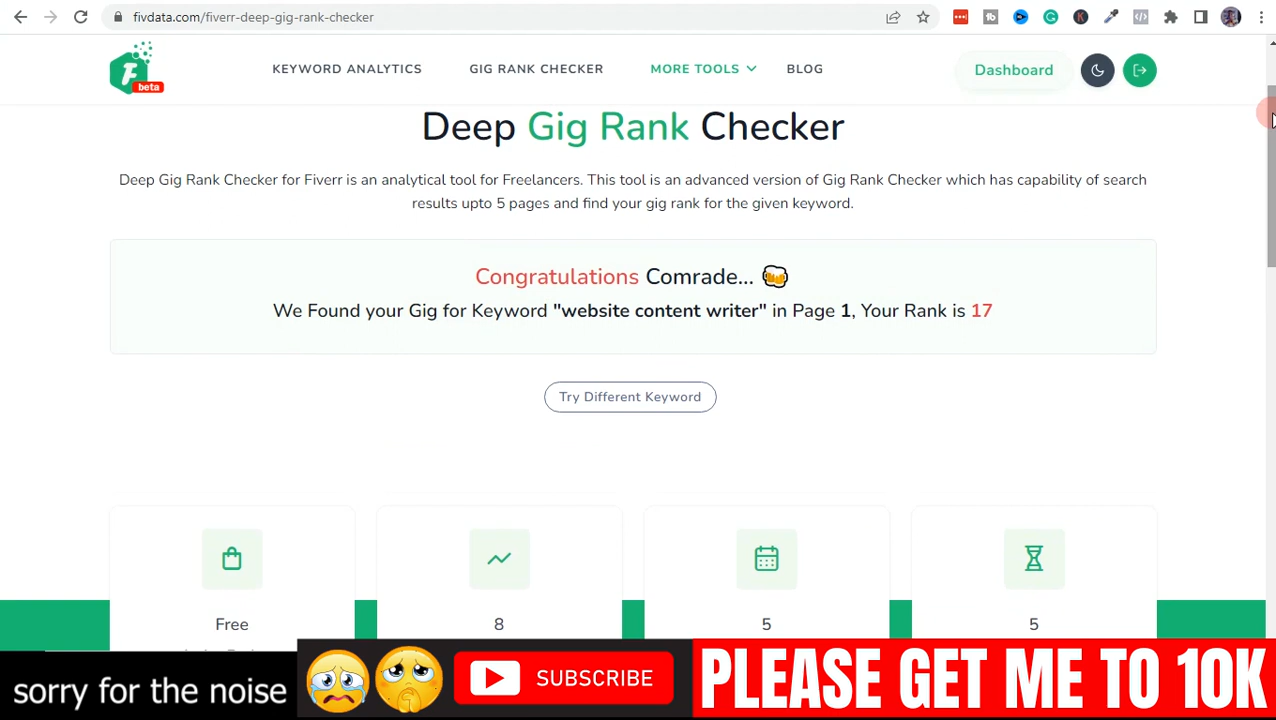 fivdata.com/fiverr-deep-gig-rank-checker
F
beta
KEYWORD ANALYTICS
GIG RANK CHECKER
MORE TOOLS
BLOG
Dashboard
Deep Gig Rank Checker
Deep Gig Rank Checker for Fiverr is an analytical tool for Freelancers. This tool is an advanced version of Gig Rank Checker which has capability of search
results upto 5 pages and find your gig rank for the given keyword.
Congratulations Comrade...
We Found your Gig for Keyword "website content writer" in Page 1, Your Rank is 17
Try Different Keyword
Free
8
5
5
sorry for the noise
SUBSCRIBE
PLEASE GET ME TO 10K